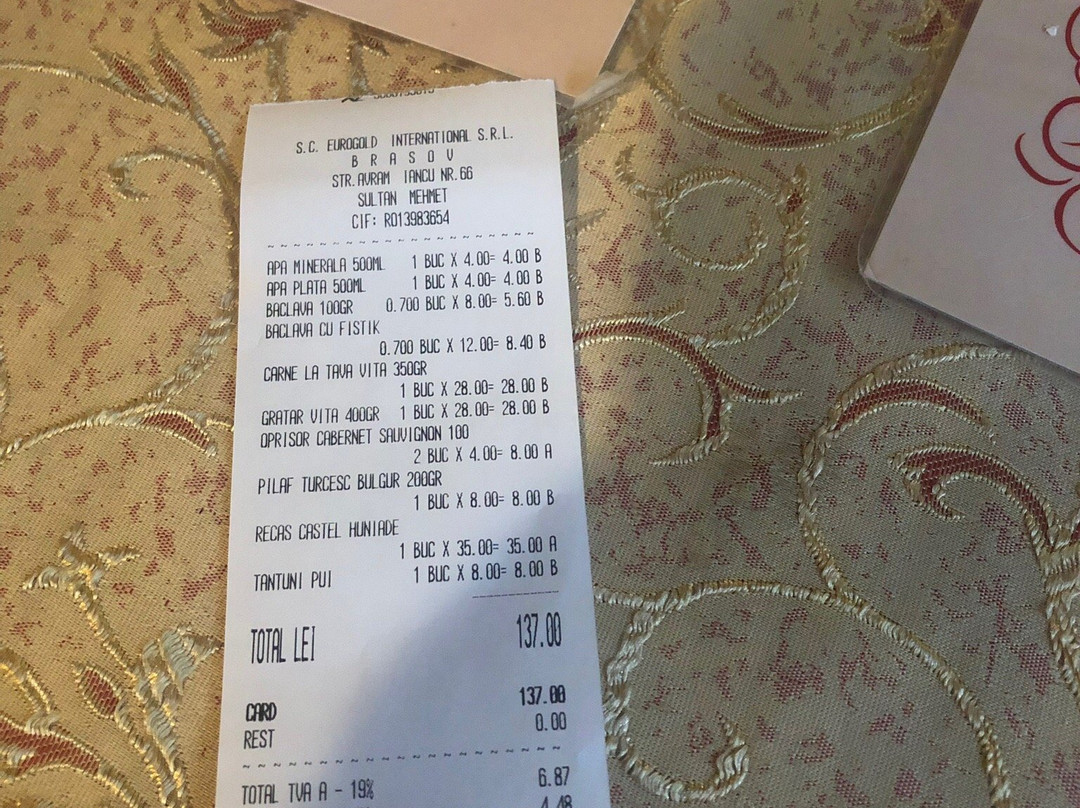 S.C. EUROGOLD INTERNATIONAL S.R.L.
BRASOV
STR.AVRAM IANCU NR.66
SULTAN MEHMET
CIF: RO13983654
APA MINERALA 500ML 1 BUC X 4.00= 4.00 B
APA PLATA 500ML 1 BUC X 4.00= 4.00 B
BACLAVA 100GR 0.700 BUC X 8.00= 5.60 B
BACLAVA CU FISTIK
0.700 BUC X 12.00= 8.40 B
CARNE LA TAVA VITA 350GR
1 BUC X 28.00= 28.00 B
GRATAR VITA 400GR 1 BUC X 28.00= 28.00 B
OPRISOR CABERNET SAUVIGNON 100
2 BUC X 4.00= 8.00 A
PILAF TURCESC BULGUR 200GR
1 BUC X 8.00= 8.00 B
RECAS CASTEL HUNIADE
1 BUC X 35.00= 35.00 A
TANTUNI PUI 1 BUC X 8.00= 8.00 B
TOTAL LEI 137.00
CARD 137.00
REST 0.00
TOTAL TVA A - 19% 6.87
4.48